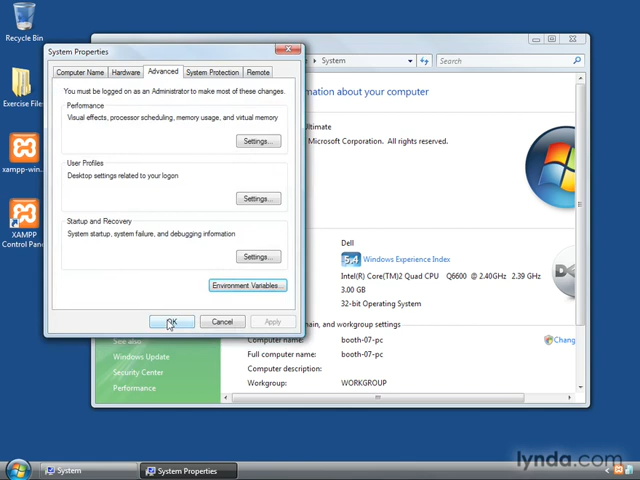 Recycle Bin
Exercise Files
xampp-win...
XAMPP
Control Pane
System Properties
Computer Name
Hardware
Advanced
System Protection
Remote
You must be logged on as an Administrator to make most of these changes.
Performance
Visual effects, processor scheduling, memory usage, and virtual memory
Settings...
User Profiles
Desktop settings related to your logon
Settings...
Startup and Recovery
System startup, system failure, and debugging information
Settings...
Environment Variables...
OK
Cancel
Apply
System
Search
formation about your computer
Ultimate
Microsoft Corporation. All rights reserved.
Dell
5.4 Windows Experience Index
Intel(R) Core(TM)2 Quad CPU Q6600 @ 2.40GHz 2.39 GHz
3.00 GB
32-bit Operating System
main, and workgroup settings
Computer name: booth-07-pc
Chang
Full computer name: booth-07-pc
Computer description:
Workgroup: WORKGROUP
See also
Windows Update
Security Center
Performance
System
System Properties
lynda.com